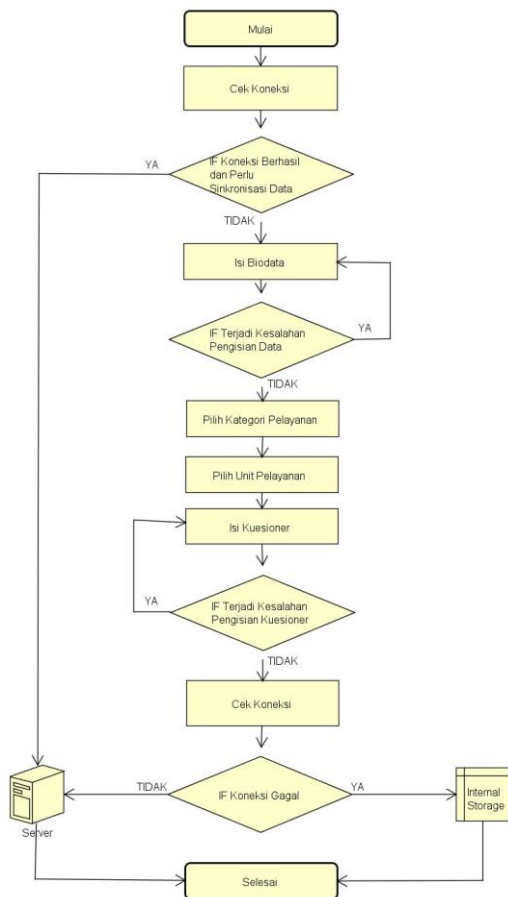 Mulai
Cek Koneksi
YA
IF Koneksi Berhasil
dan Perlu
Sinkronisasi Data
TIDAK
Isi Biodata
IF Terjadi Kesalahan
Pengisian Data
YA
TIDAK
Pilih Kategori Pelayanan
Pilih Unit Pelayanan
Isi Kuesioner
YA
IF Terjadi Kesalahan
Pengisian Kuesioner
TIDAK
Cek Koneksi
TIDAK
IF Koneksi Gagal
YA
Internal
Storage
Server
Selesai